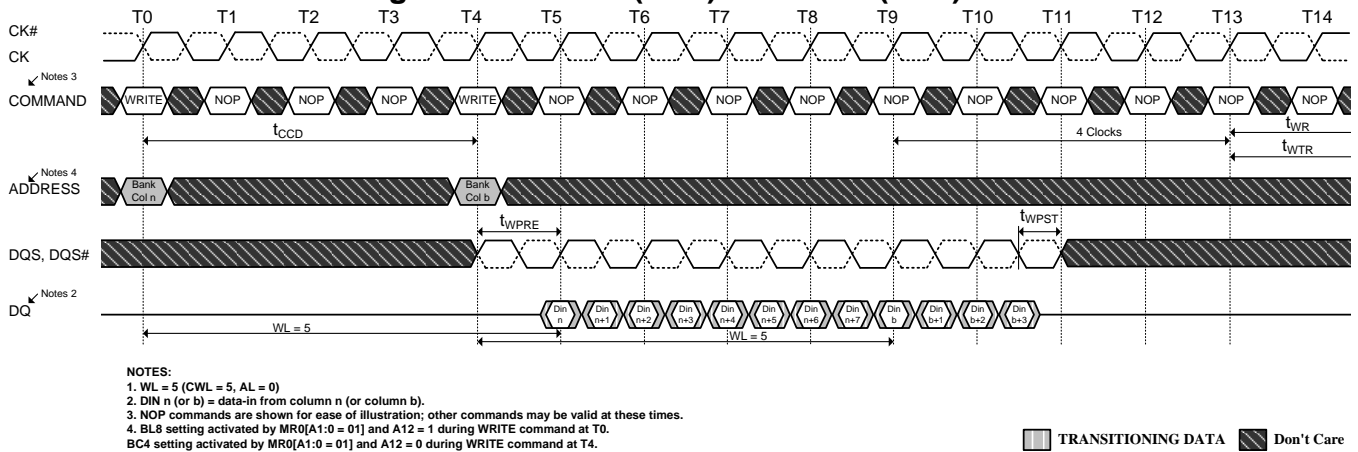 T0 T1 T2 T3 T4 T5 T6 T7 T8 T9 T10 T11 T12 T13 T14
CK#
CK
Notes 3
COMMAND WRITE NOP NOP NOP WRITE NOP NOP NOP NOP NOP NOP NOP NOP NOP NOP
tCCD 4 Clocks tWR
tWTR
Notes 4
ADDRESS Bank Col n Bank Col b
tWPRE tWPST
DQS, DQS#
Notes 2
DQ Din n Din n+1 Din n+2 Din n+3 Din n+4 Din n+5 Din n+6 Din n+7 Din b Din b+1 Din b+2 Din b+3
WL = 5 WL = 5
NOTES:
1. WL = 5 (CWL = 5, AL = 0)
2. DIN n (or b) = data-in from column n (or column b).
3. NOP commands are shown for ease of illustration; other commands may be valid at these times.
4. BL8 setting activated by MR0[A1:0 = 01] and A12 = 1 during WRITE command at T0.
BC4 setting activated by MR0[A1:0 = 01] and A12 = 0 during WRITE command at T4.
TRANSITIONING DATA Don't Care